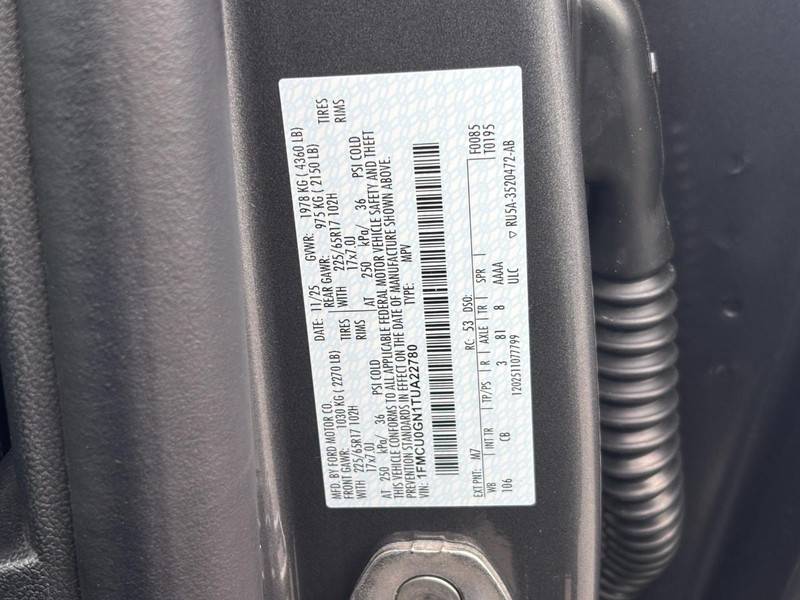 MFD. BY FORD MOTOR CO. DATE: 11/25 GVWR: 1978 KG ( 4360 LB)
FRONT GAWR: 1030 KG ( 2270 LB) REAR GAWR: 975 KG ( 2150 LB)
WITH 225/65R17 102H TIRES WITH 225/65R17 102H TIRES
17x7.0J RIMS 17x7.0J RIMS
AT 250 kPa/ 36 PSI COLD AT 250 kPa/ 36 PSI COLD
THIS VEHICLE CONFORMS TO ALL APPLICABLE FEDERAL MOTOR VEHICLE SAFETY AND THEFT
PREVENTION STANDARDS IN EFFECT ON THE DATE OF MANUFACTURE SHOWN ABOVE.
VIN: 1FMCU0GN1TUA22780 TYPE: MPV
F0085
EXT PNT: M7 RC: 53 DSO: T0195
WB INT TR TP/PS R AXLE TR SPR
106 CB 3 81 8 AAAA
ULC ▽ RU5A-3520472-AB
1202511077799